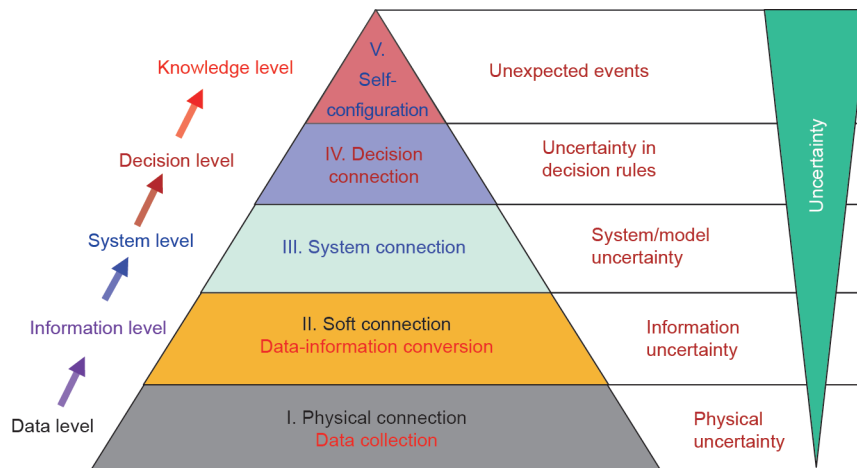 Knowledge level
V.
Self-
configuration
Unexpected events
Decision level
IV. Decision
connection
Uncertainty in
decision rules
System level
III. System connection
System/model
uncertainty
Information level
II. Soft connection
Data-information conversion
Information
uncertainty
Data level
I. Physical connection
Data collection
Physical
uncertainty
Uncertainty